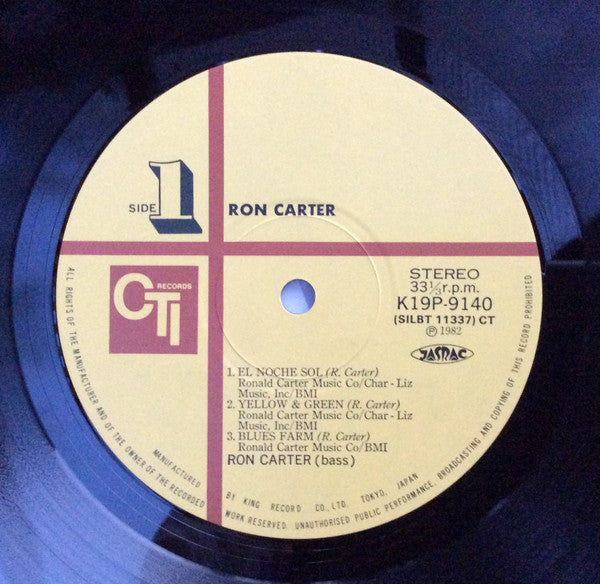 SIDE 1
RON CARTER
CTI RECORDS
STEREO
33⅓r.p.m.
K19P-9140
(SILBT 11337) CT
℗ 1982
JASRAC
1. EL NOCHE SOL (R. Carter)
Ronald Carter Music Co/Char - Liz
Music, Inc/BMI
2. YELLOW & GREEN (R. Carter)
Ronald Carter Music Co/Char - Liz
Music, Inc/BMI
3. BLUES FARM (R. Carter)
Ronald Carter Music Co/BMI
RON CARTER (bass)
MANUFACTURED BY KING RECORD CO., LTD. TOKYO, JAPAN
ALL RIGHTS OF THE MANUFACTURER AND OF THE OWNER OF THE RECORDED WORK RESERVED. UNAUTHORISED PUBLIC PERFORMANCE, BROADCASTING AND COPYING OF THIS RECORD PROHIBITED